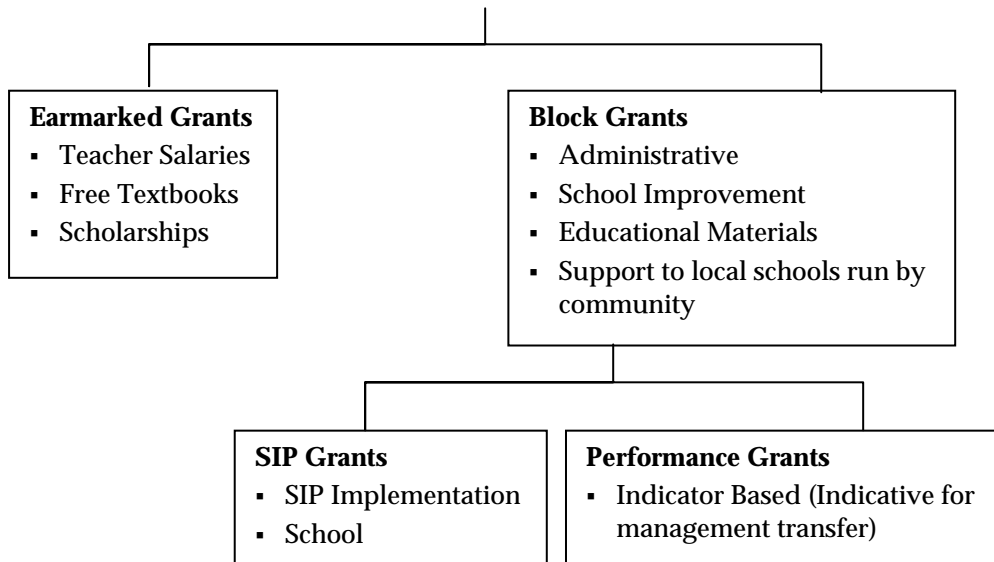 Earmarked Grants
▪ Teacher Salaries
▪ Free Textbooks
▪ Scholarships
Block Grants
▪ Administrative
▪ School Improvement
▪ Educational Materials
▪ Support to local schools run by
community
SIP Grants
▪ SIP Implementation
▪ School
Performance Grants
▪ Indicator Based (Indicative for
management transfer)